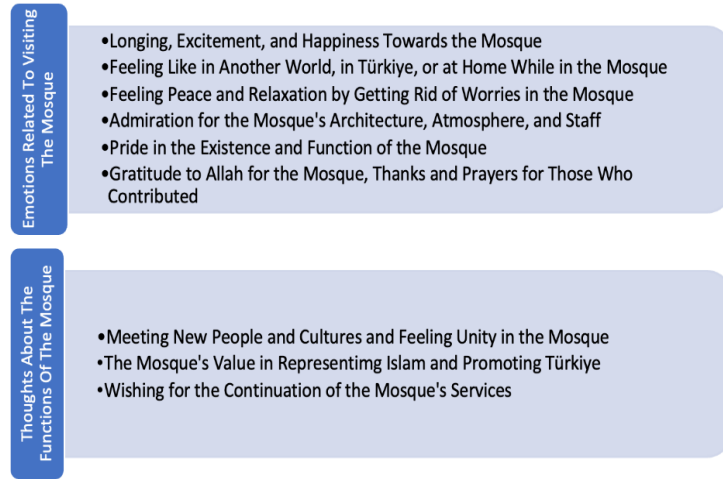 Emotions Related To Visiting
The Mosque
•Longing, Excitement, and Happiness Towards the Mosque
•Feeling Like in Another World, in Türkiye, or at Home While in the Mosque
•Feeling Peace and Relaxation by Getting Rid of Worries in the Mosque
•Admiration for the Mosque's Architecture, Atmosphere, and Staff
•Pride in the Existence and Function of the Mosque
•Gratitude to Allah for the Mosque, Thanks and Prayers for Those Who
Contributed
Thoughts About The
Functions Of The Mosque
•Meeting New People and Cultures and Feeling Unity in the Mosque
•The Mosque's Value in Representimg Islam and Promoting Türkiye
•Wishing for the Continuation of the Mosque's Services